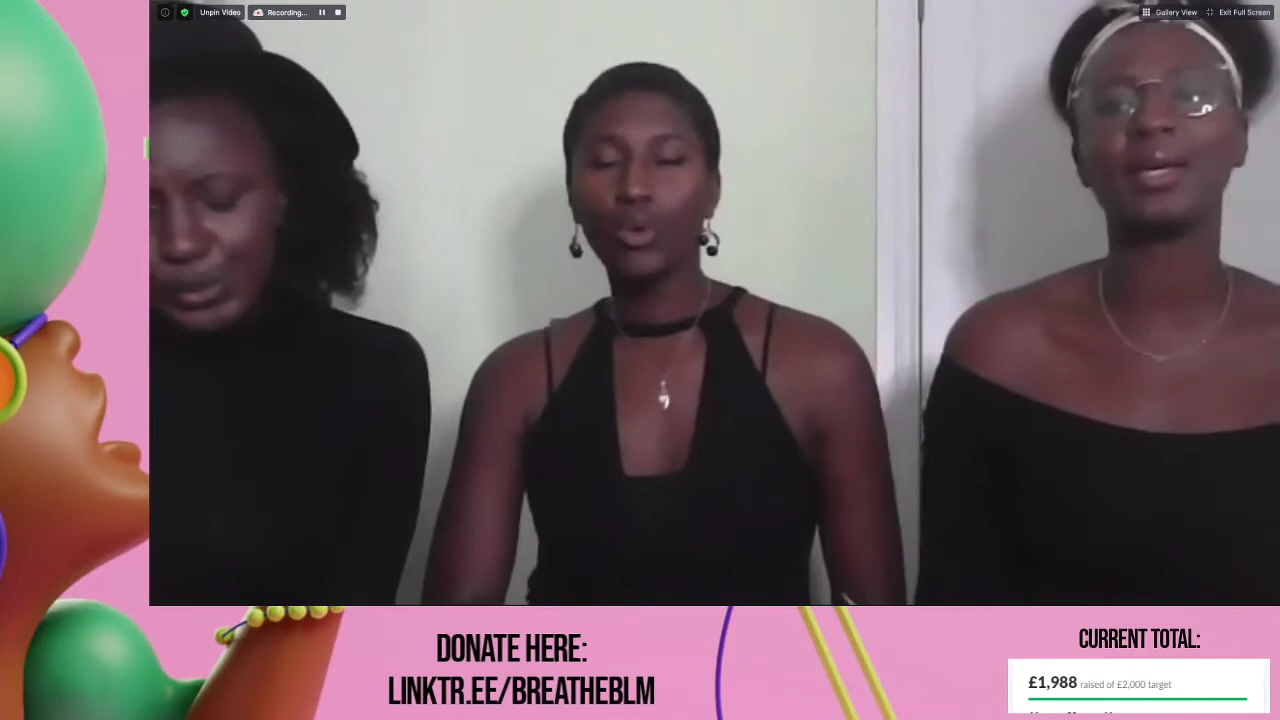 Unpin Video
Recording...
Gallery View
Exit Full Screen
DONATE HERE:
LINKTR.EE/BREATHEBLM
CURRENT TOTAL:
£1,988 raised of £2,000 target